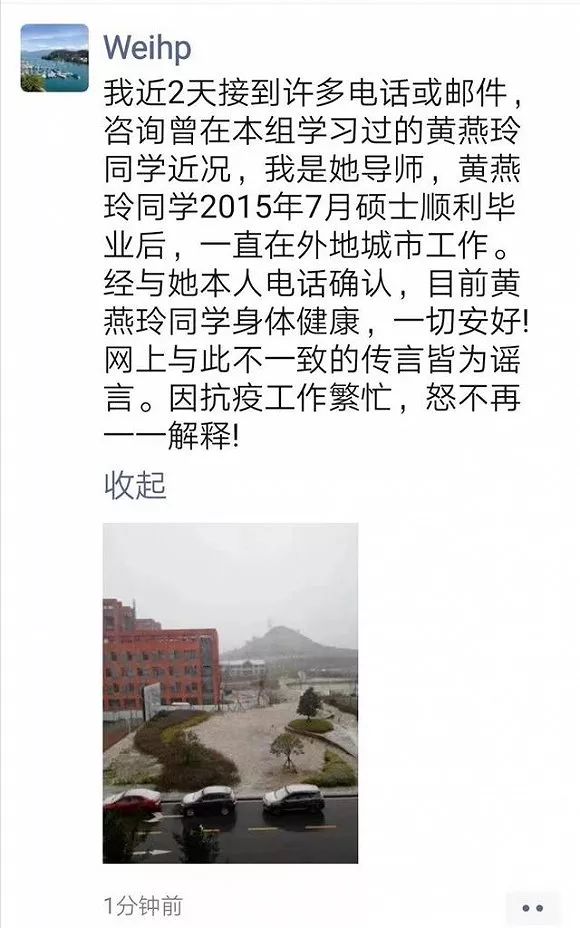 Weihp
我近2天接到许多电话或邮件，
咨询曾在本组学习过的黄燕玲
同学近况，我是她导师，黄燕
玲同学2015年7月硕士顺利毕
业后，一直在外地城市工作。
经与她本人电话确认，目前黄
燕玲同学身体健康，一切安好!
网上与此不一致的传言皆为谣
言。因抗疫工作繁忙，怒不再
一一解释!
收起
1分钟前